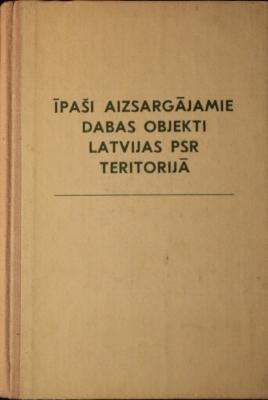 ĪPAŠI AIZSARGĀJAMIE
DABAS OBJEKTI
LATVIJAS PSR
TERITORIJĀ